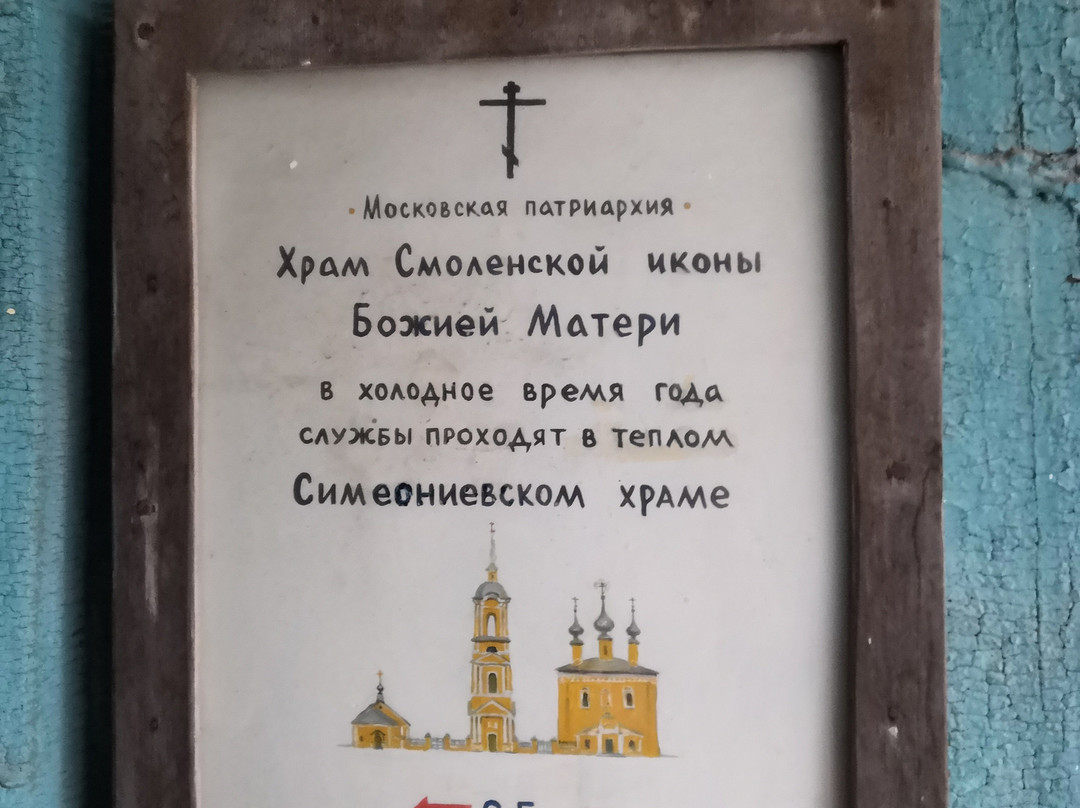 · Московская патриархия ·
Храм Смоленской иконы
Божией Матери
в холодное время года
службы проходят в теплом
Симеониевском храме